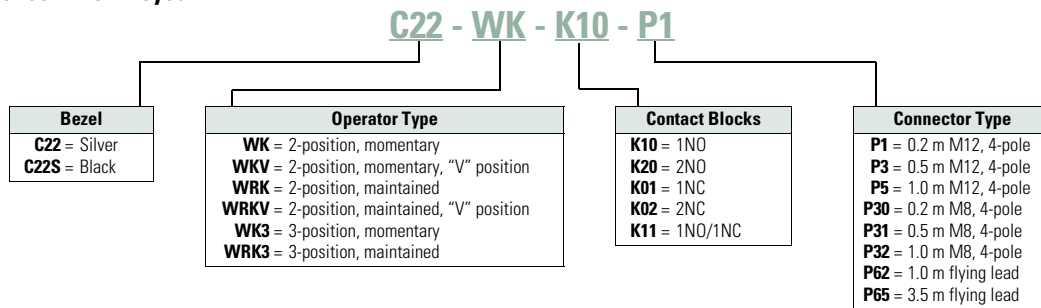 C22 - WK - K10 - P1
Bezel
C22 = Silver
C22S = Black
Operator Type
WK = 2-position, momentary
WKV = 2-position, momentary, “V” position
WRK = 2-position, maintained
WRKV = 2-position, maintained, “V” position
WK3 = 3-position, momentary
WRK3 = 3-position, maintained
Contact Blocks
K10 = 1NO
K20 = 2NO
K01 = 1NC
K02 = 2NC
K11 = 1NO/1NC
Connector Type
P1 = 0.2 m M12, 4-pole
P3 = 0.5 m M12, 4-pole
P5 = 1.0 m M12, 4-pole
P30 = 0.2 m M8, 4-pole
P31 = 0.5 m M8, 4-pole
P32 = 1.0 m M8, 4-pole
P62 = 1.0 m flying lead
P65 = 3.5 m flying lead